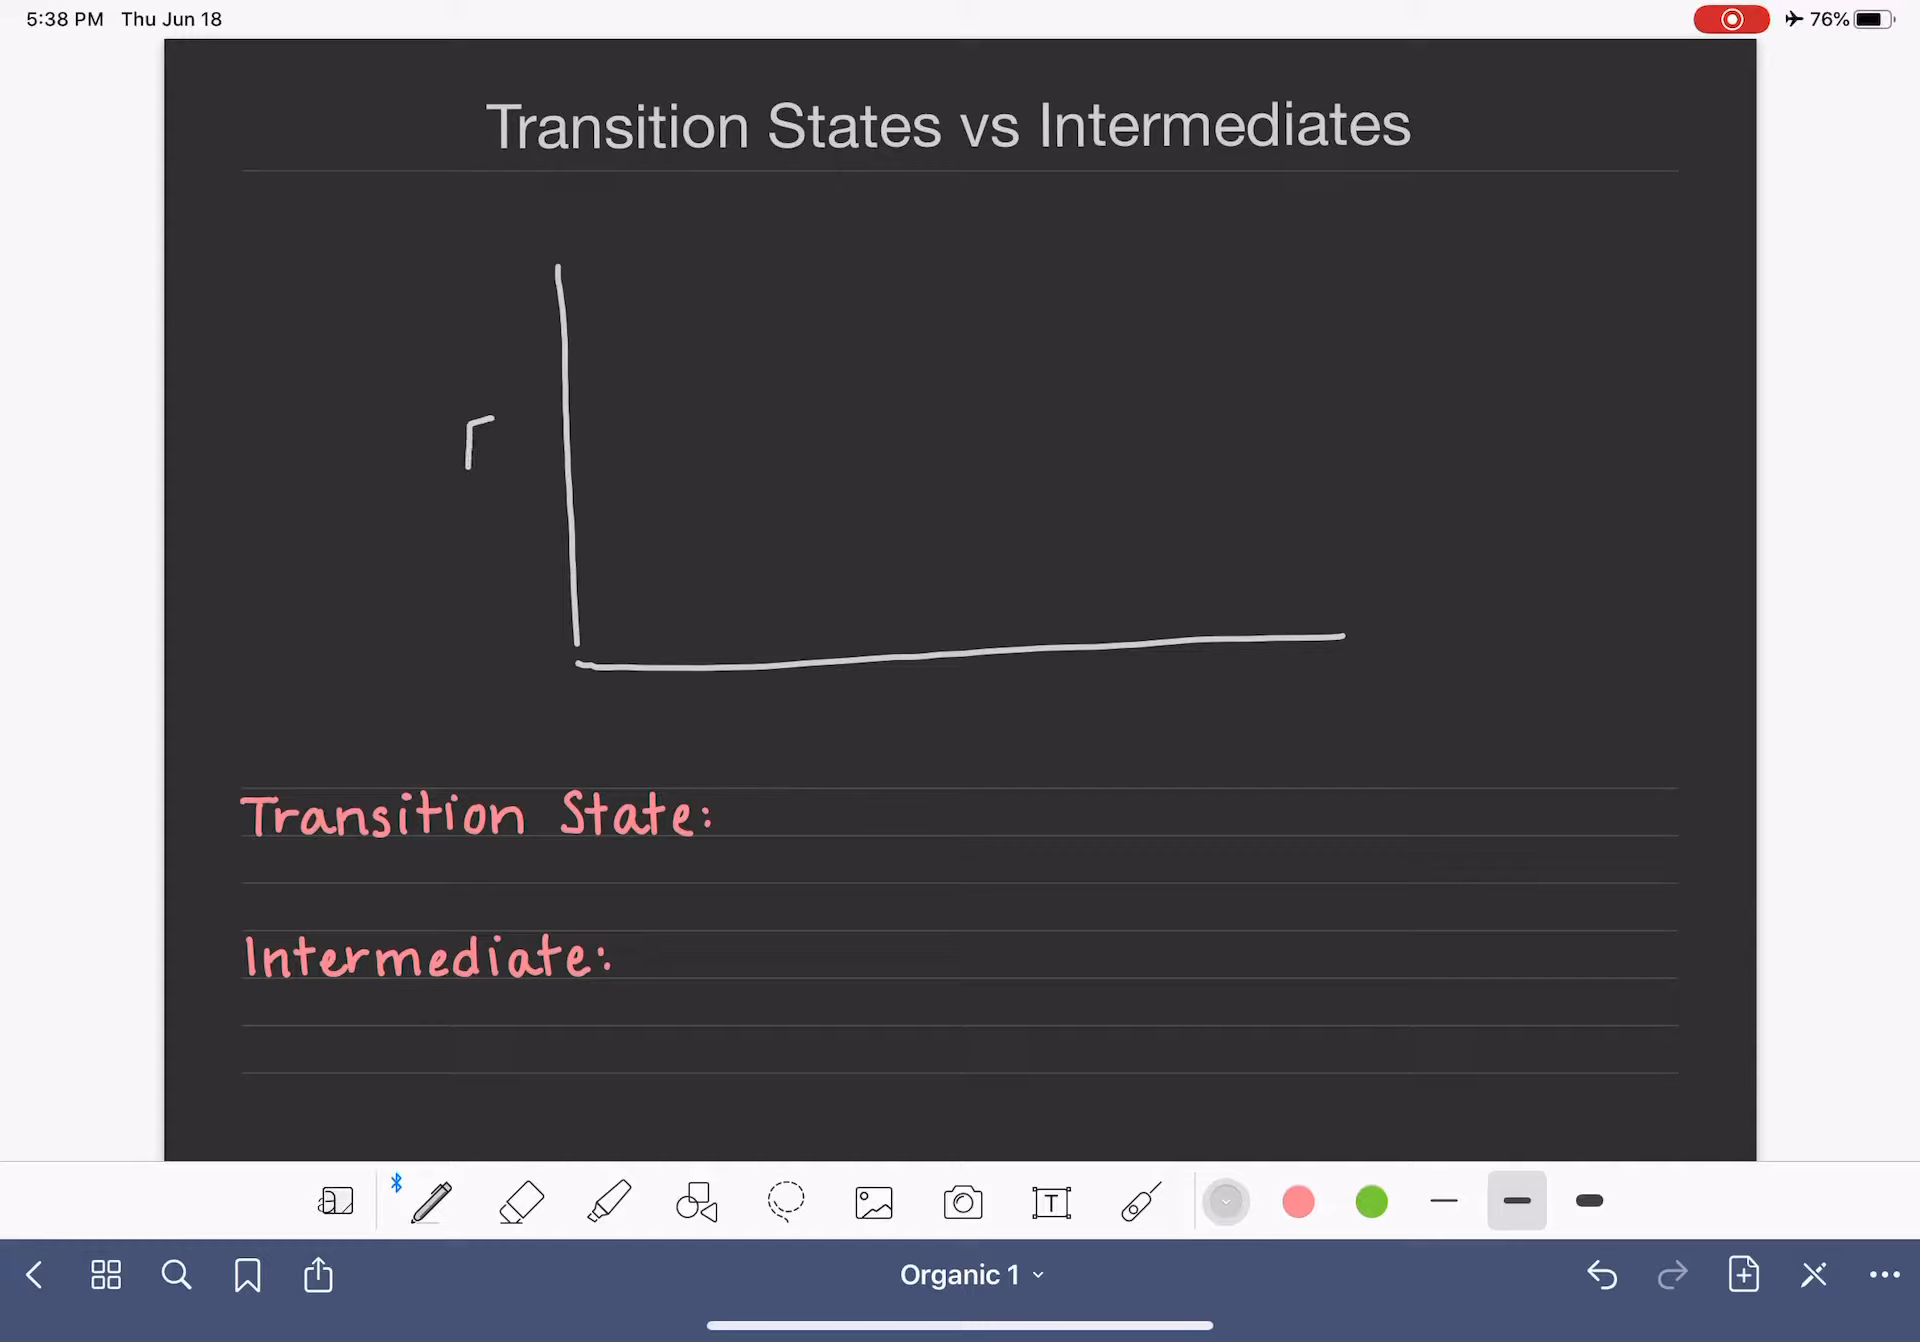 5:38 PM Thu Jun 18
76%
Transition States vs Intermediates
Transition State:
Intermediate:
Organic 1